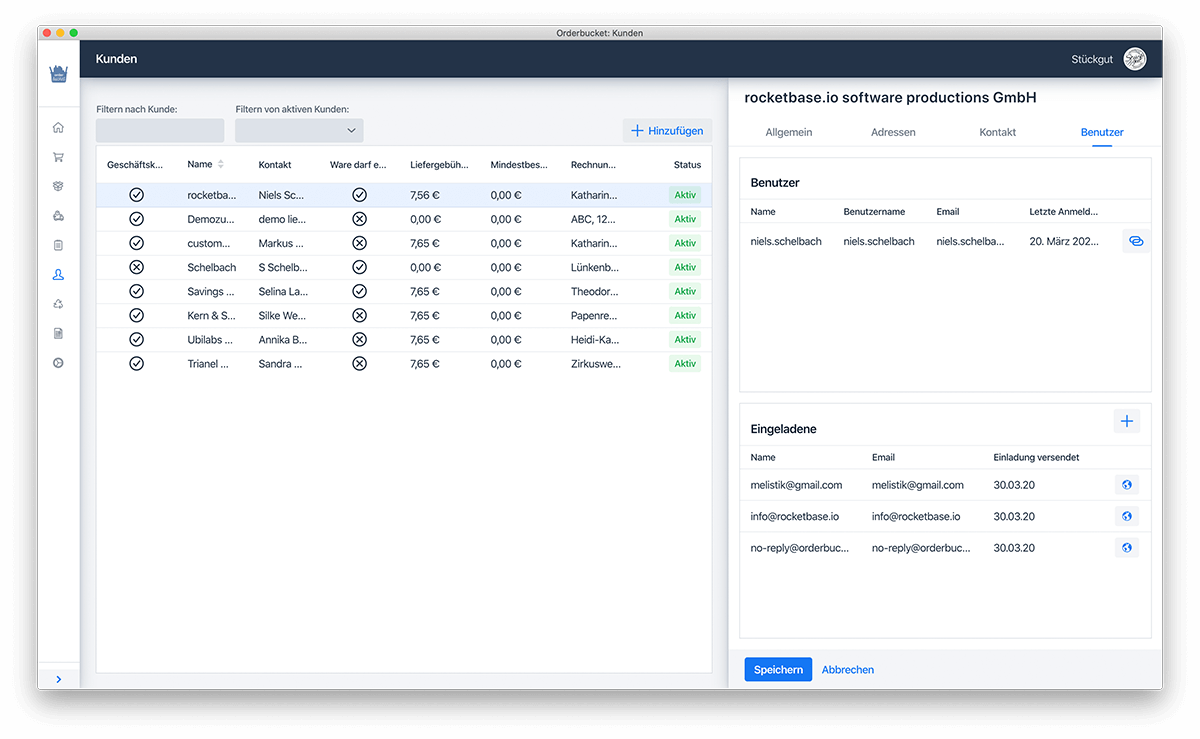 Orderbucket: Kunden
Kunden
Stückgut
Filtern nach Kunde:
Filtern von aktiven Kunden:
Hinzufügen
Geschäftsk... Name Kontakt Ware darf e... Liefergebüh... Mindestbes... Rechnun... Status
rocketba... Niels Sc... 7,56 € 0,00 € Katharin... Aktiv
Demozu... demo lie... 0,00 € 0,00 € ABC, 12... Aktiv
custom... Markus ... 7,65 € 0,00 € Katharin... Aktiv
Schelbach S Schelb... 0,00 € 0,00 € Lünkenb... Aktiv
Savings ... Selina La... 7,65 € 0,00 € Theodor... Aktiv
Kern & S... Silke We... 7,65 € 0,00 € Papenre... Aktiv
Ubilabs ... Annika B... 7,65 € 0,00 € Heidi-Ka... Aktiv
Trianel ... Sandra ... 7,65 € 0,00 € Zirkuswe... Aktiv
rocketbase.io software productions GmbH
Allgemein Adressen Kontakt Benutzer
Benutzer
Name Benutzername Email Letzte Anmeld...
niels.schelbach niels.schelbach niels.schelba... 20. März 202...
Eingeladene
Name Email Einladung versendet
melistik@gmail.com melistik@gmail.com 30.03.20
info@rocketbase.io info@rocketbase.io 30.03.20
no-reply@orderbuc... no-reply@orderbuc... 30.03.20
Speichern Abbrechen